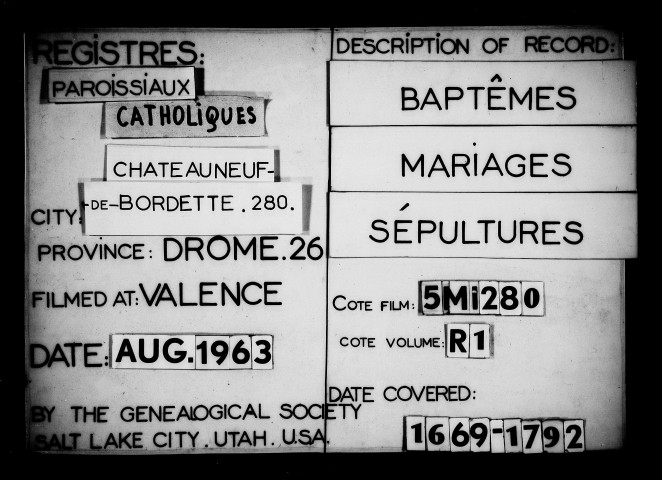 REGiSTRES:
PAROISSIAUX
CATHOLiQUES
CHATEAUNEUF-
CITY: -DE-BORDETTE.280.
PROVINCE: DROME.26
FILMED AT: VALENCE
DATE: AUG.1963
BY THE GENEALOGICAL SOCIETY
SALT LAKE CITY.UTAH.U.S.A.
DESCRIPTION OF RECORD:
BAPTÊMES
MARiAGES
SÉPULTURES
COTE FILM: 5Mi280
COTE VOLUME: R1
DATE COVERED:
1669-1792